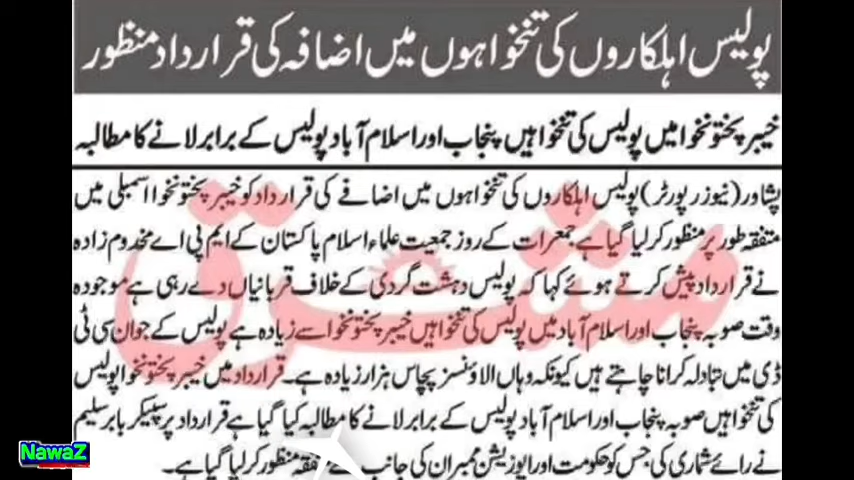 پولیس اہلکاروں کی تنخواہوں میں اضافہ کی قرارداد منظور
خیبر پختونخوا میں پولیس کی تنخواہیں پنجاب اور اسلام آباد پولیس کے برابر لانے کا مطالبہ
پشاور (نیوز رپورٹر) پولیس اہلکاروں کی تنخواہوں میں اضافے کی قرارداد کو خیبر پختونخوا اسمبلی میں
متفقہ طور پر منظور کر لیا گیا ہے جمعرات کے روز جمعیت علماء اسلام پاکستان کے ایم پی اے مخدوم زادہ
نے قرارداد پیش کرتے ہوئے کہا کہ پولیس دہشت گردی کے خلاف قربانیاں دے رہی ہے موجودہ
وقت صوبہ پنجاب اور اسلام آباد میں پولیس کی تنخواہیں خیبر پختونخوا سے زیادہ ہے پولیس کے جوان سی ٹی
ڈی میں تبادلہ کرانا چاہتے ہیں کیونکہ وہاں الاؤنسز پچاس ہزار زیادہ ہے۔ قرارداد میں خیبر پختونخوا پولیس
کی تنخواہیں صوبہ پنجاب اور اسلام آباد پولیس کے برابر لانے کا مطالبہ کیا گیا ہے قرارداد پر سپیکر بابر سلیم
نے رائے شماری کی جس کو حکومت اور اپوزیشن ممبران کی جانب سے متفقہ منظور کر لیا گیا ہے۔
مشرق
NawaZ